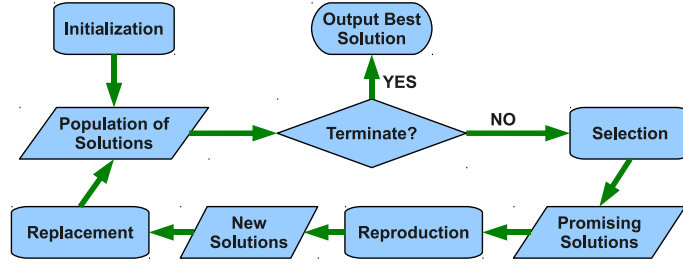 Initialization
Output Best
Solution
YES
Population of
Solutions
Terminate?
NO
Selection
Replacement
New
Solutions
Reproduction
Promising
Solutions